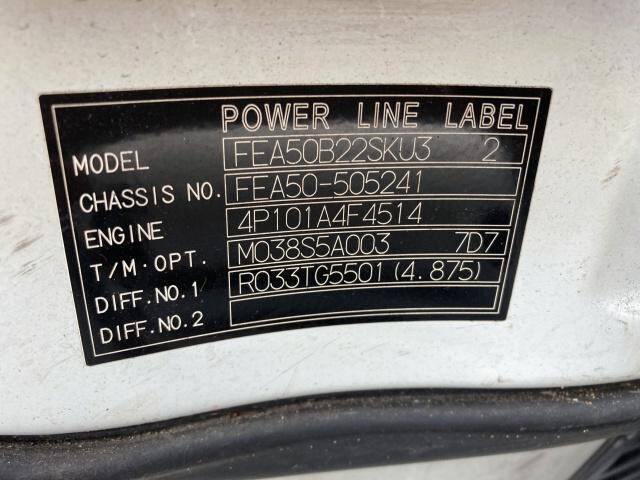 POWER LINE LABEL
MODEL FEA50B22SKU3 2
CHASSIS NO. FEA50-505241
ENGINE 4P101A4F4514
T/M·OPT. M038S5A003 7D7
DIFF.NO.1 R033TG5501(4.875)
DIFF.NO.2